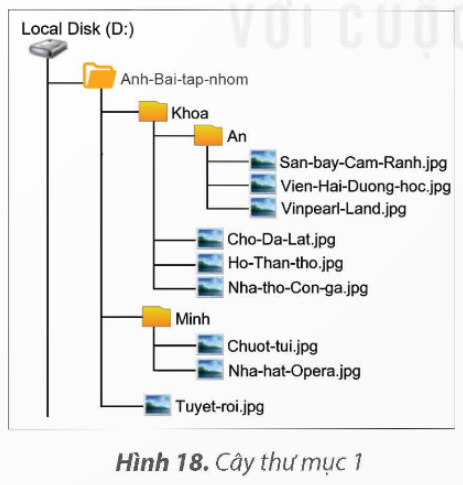 VỚI CUỘC
Local Disk (D:)
Anh-Bai-tap-nhom
Khoa
An
San-bay-Cam-Ranh.jpg
Vien-Hai-Duong-hoc.jpg
Vinpearl-Land.jpg
Cho-Da-Lat.jpg
Ho-Than-tho.jpg
Nha-tho-Con-ga.jpg
Minh
Chuot-tui.jpg
Nha-hat-Opera.jpg
Tuyet-roi.jpg
Hình 18. Cây thư mục 1